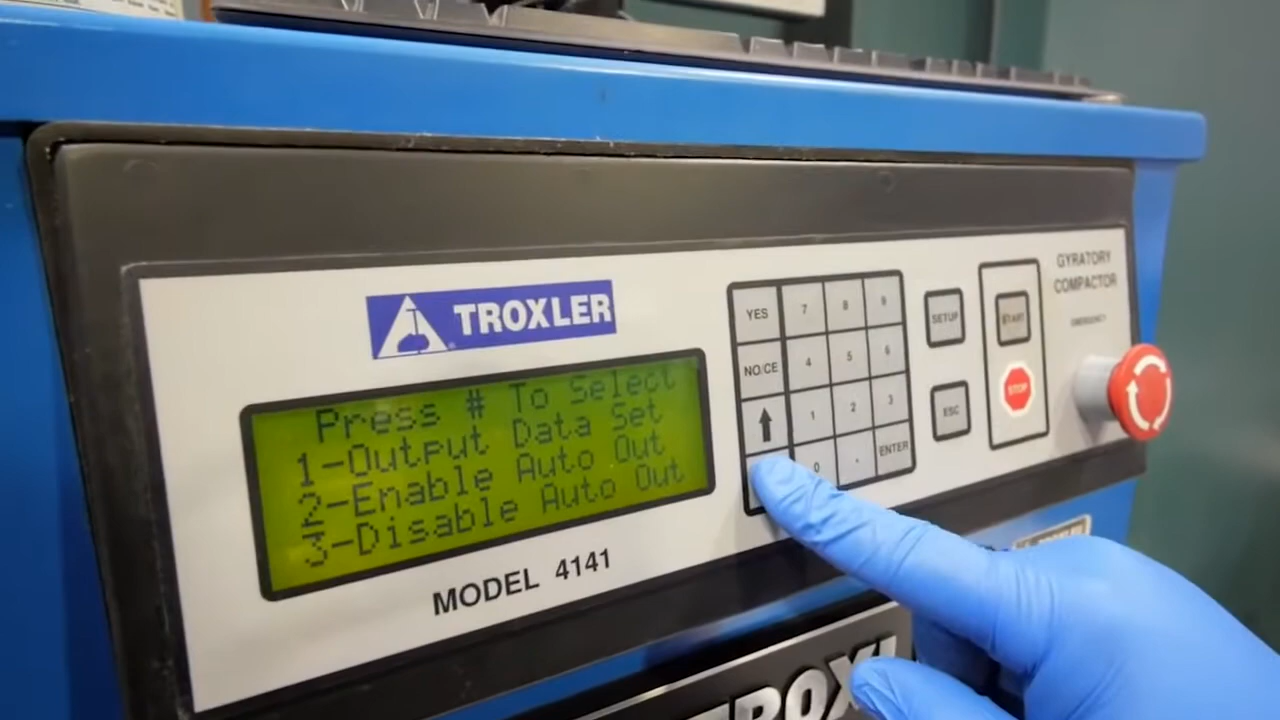 TROXLER
Press # To Select
1-Output Data Set
2-Enable Auto Out
3-Disable Auto Out
MODEL 4141
YES
7
8
9
NO/CE
4
5
6
1
2
3
0
.
ENTER
SETUP
ESC
START
STOP
GYRATORY
COMPACTOR
EMERGENCY